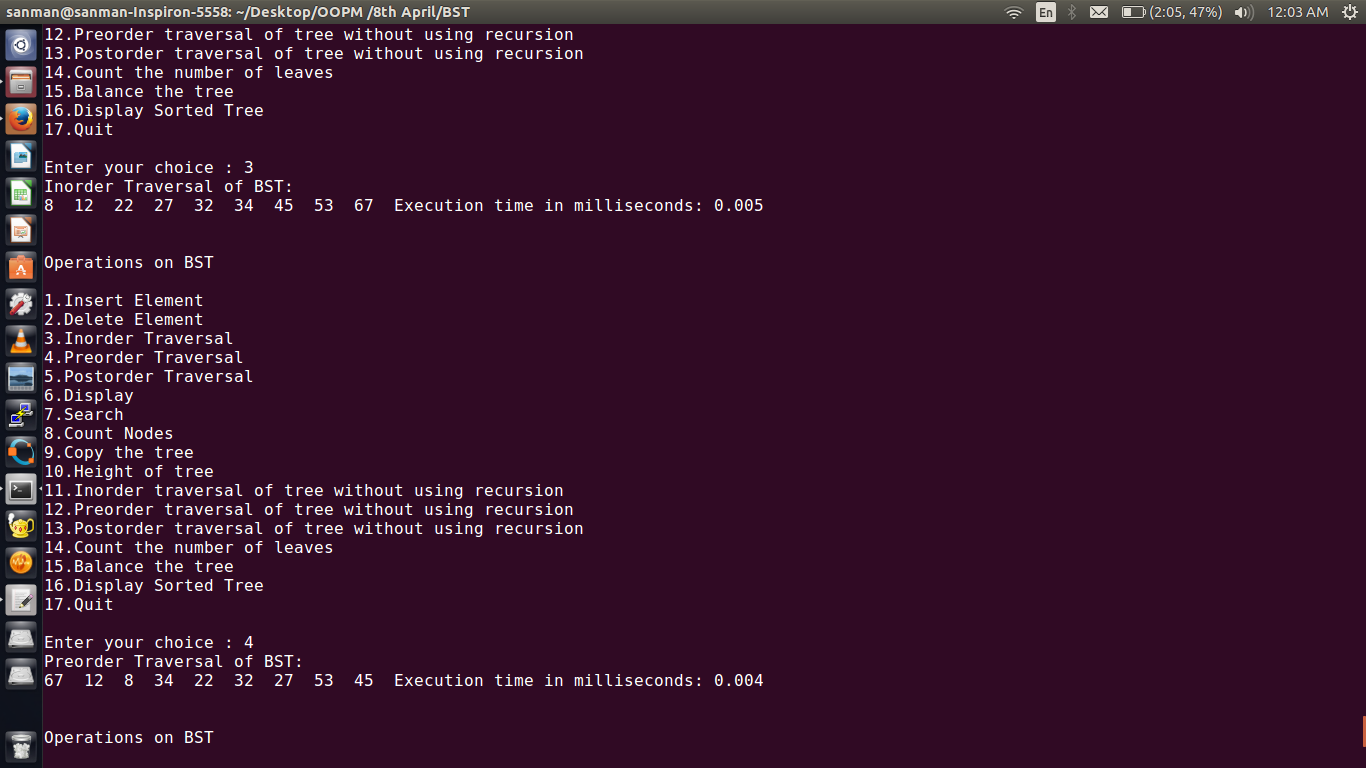 sanman@sanman-Inspiron-5558: ~/Desktop/OOPM /8th April/BST En (2:05, 47%) 12:03 AM
12.Preorder traversal of tree without using recursion
13.Postorder traversal of tree without using recursion
14.Count the number of leaves
15.Balance the tree
16.Display Sorted Tree
17.Quit
Enter your choice : 3
Inorder Traversal of BST:
8  12  22  27  32  34  45  53  67  Execution time in milliseconds: 0.005
Operations on BST
1.Insert Element
2.Delete Element
3.Inorder Traversal
4.Preorder Traversal
5.Postorder Traversal
6.Display
7.Search
8.Count Nodes
9.Copy the tree
10.Height of tree
11.Inorder traversal of tree without using recursion
12.Preorder traversal of tree without using recursion
13.Postorder traversal of tree without using recursion
14.Count the number of leaves
15.Balance the tree
16.Display Sorted Tree
17.Quit
Enter your choice : 4
Preorder Traversal of BST:
67  12  8  34  22  32  27  53  45  Execution time in milliseconds: 0.004
Operations on BST